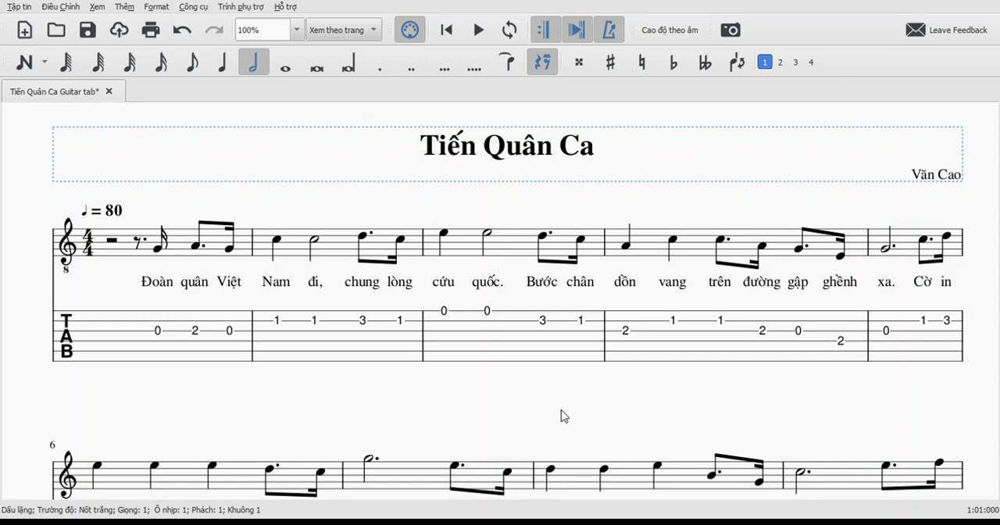 Tập tin Điều Chỉnh Xem Thêm Format Công cụ Trình phụ trợ Hỗ trợ
100% Xem theo trang Cao độ theo âm Leave Feedback
1 2 3 4
Tiến Quân Ca Guitar tab*
Tiến Quân Ca
Văn Cao
= 80
4
4
8
Đoàn quân Việt Nam đi, chung lòng cứu quốc. Bước chân dồn vang trên đường gập ghềnh xa. Cờ in
T
A
B
0 2 0 1 1 3 1 0 0 3 1 2 1 1 2 0 2 0 1 3
6
Dấu lặng; Trường độ: Nốt trắng; Giọng: 1; Ô nhịp: 1; Phách: 1; Khuông 1 1:01:000